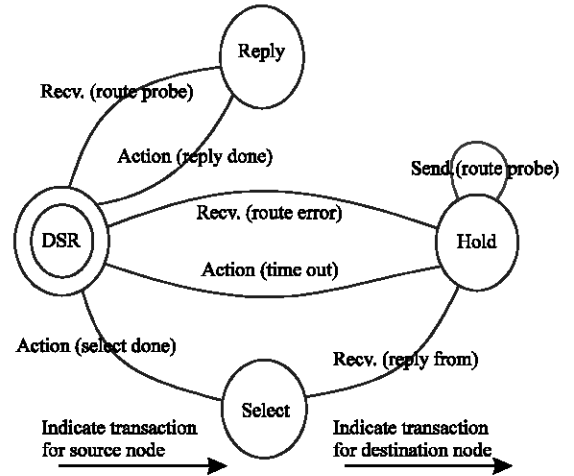 Reply
Recv. (route probe)
Action (reply done)
Send.(route probe)
Recv. (route error)
DSR
Hold
Action (time out)
Action (select done)
Recv. (reply from)
Select
Indicate transaction
for source node
Indicate transaction
for destination node